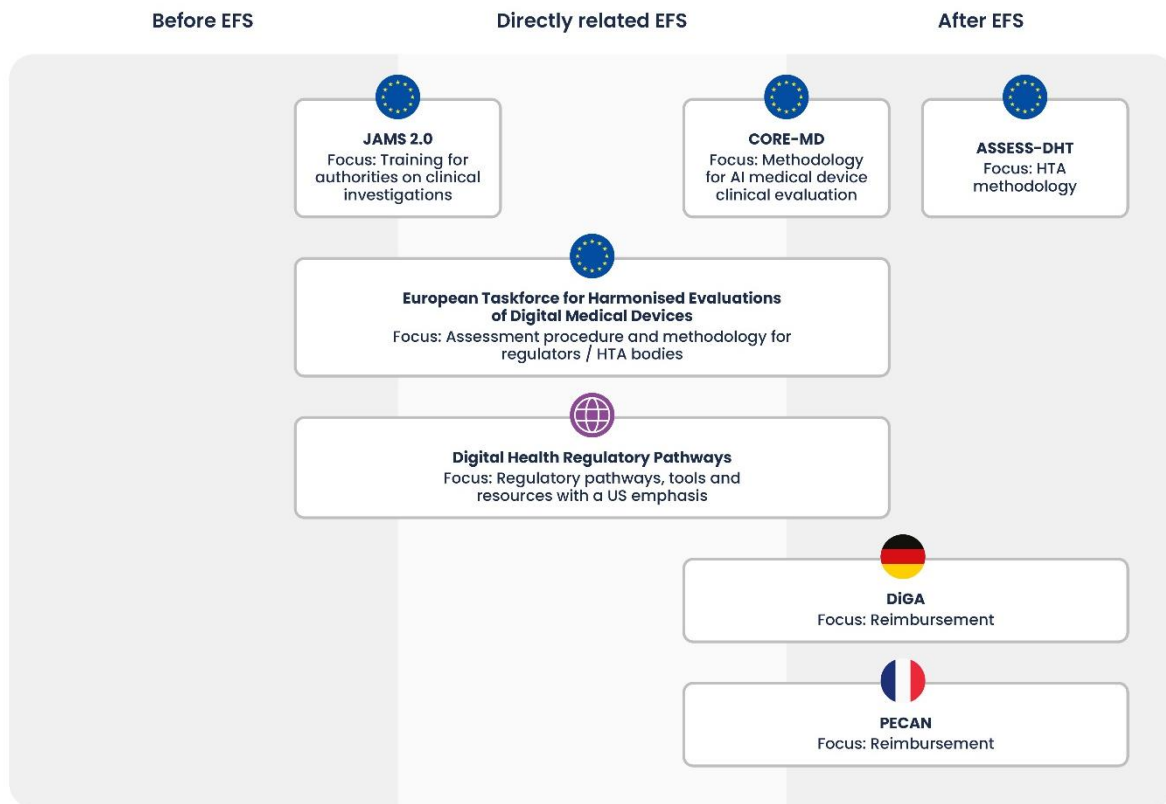 Before EFS
Directly related EFS
After EFS
JAMS 2.0
Focus: Training for
authorities on clinical
investigations
CORE-MD
Focus: Methodology
for AI medical device
clinical evaluation
ASSESS-DHT
Focus: HTA
methodology
European Taskforce for Harmonised Evaluations
of Digital Medical Devices
Focus: Assessment procedure and methodology for
regulators / HTA bodies
Digital Health Regulatory Pathways
Focus: Regulatory pathways, tools and
resources with a US emphasis
DiGA
Focus: Reimbursement
PECAN
Focus: Reimbursement